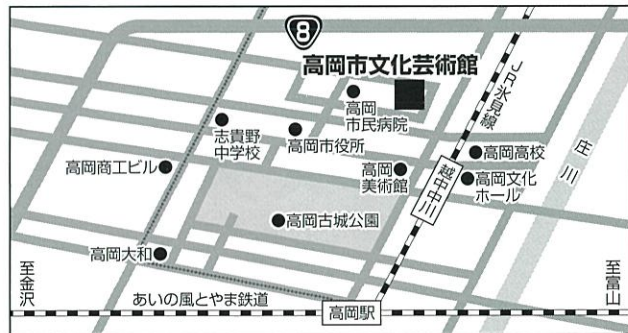 8
高岡市文化芸術館
JR氷見線
高岡
市民病院
志貴野
中学校
高岡市役所
高岡高校
庄川
高岡商工ビル
高岡
美術館
越中中川
高岡文化
ホール
高岡古城公園
高岡大和
至金沢
あいの風とやま鉄道
高岡駅
至富山